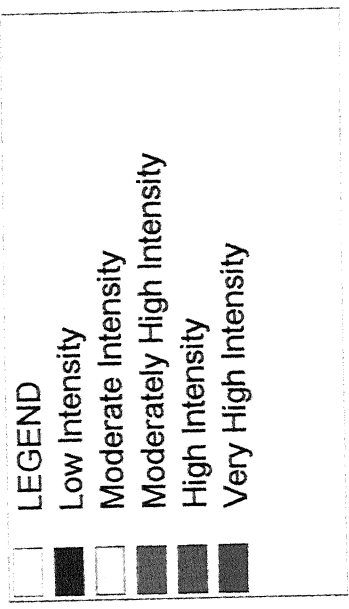 LEGEND
Low Intensity
Moderate Intensity
Moderately High Intensity
High Intensity
Very High Intensity